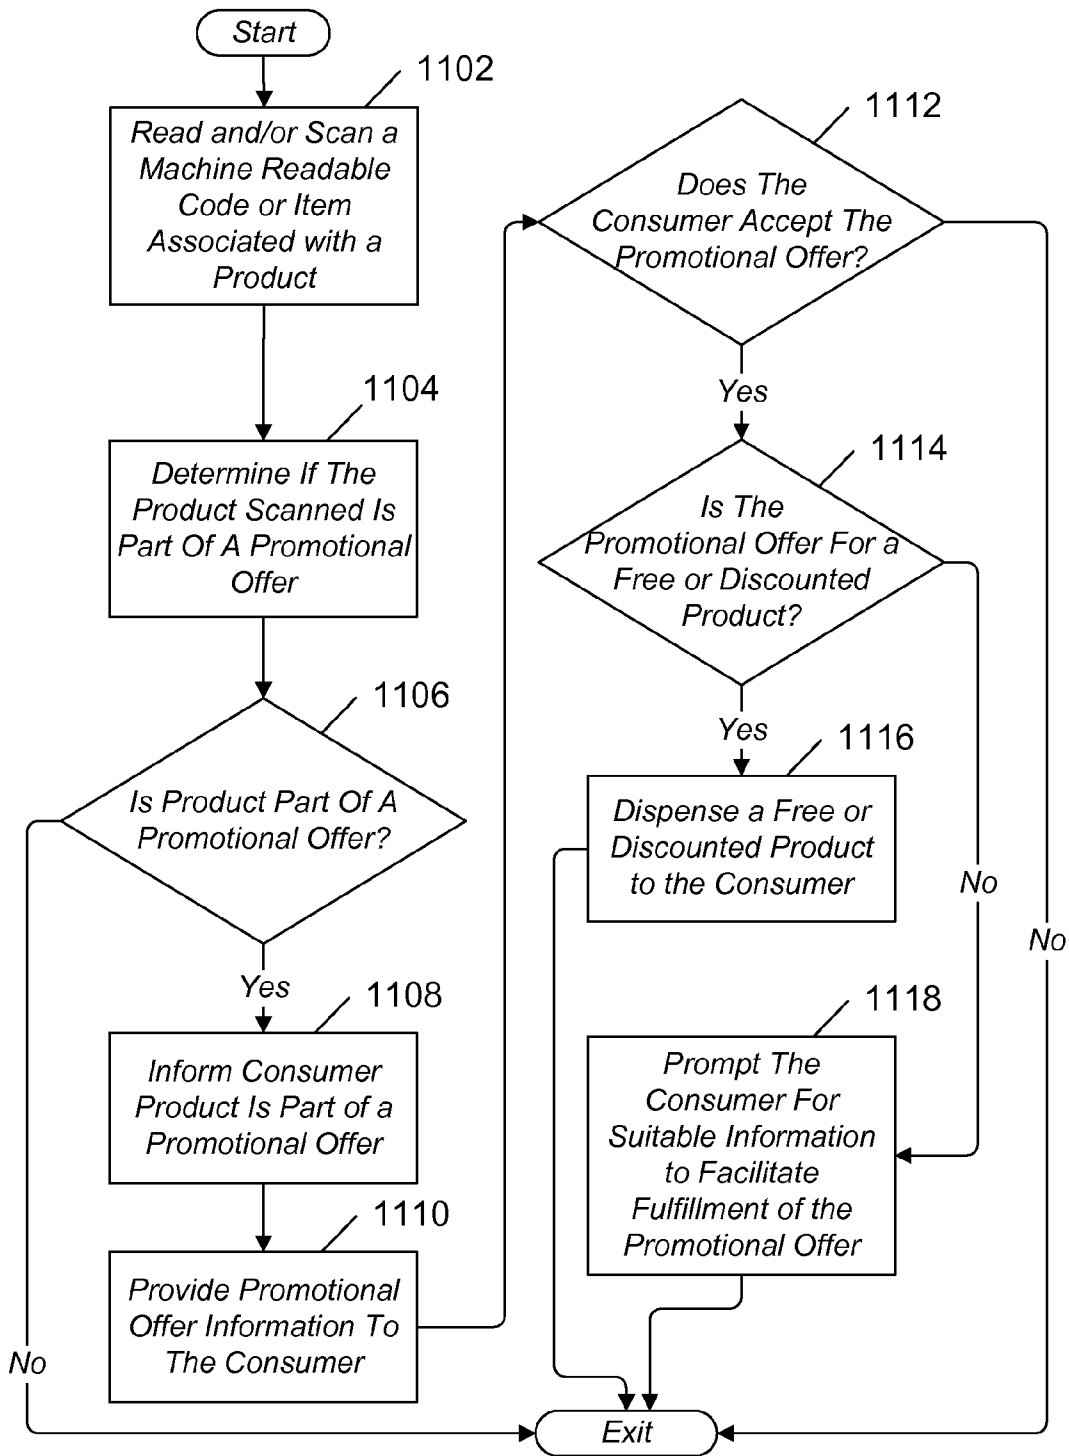 Start
1102
Read and/or Scan a
Machine Readable
Code or Item
Associated with a
Product
1104
Determine If The
Product Scanned Is
Part Of A Promotional
Offer
1106
Is Product Part Of A
Promotional Offer?
Yes
No
1108
Inform Consumer
Product Is Part of a
Promotional Offer
1110
Provide Promotional
Offer Information To
The Consumer
1112
Does The
Consumer Accept The
Promotional Offer?
Yes
No
1114
Is The
Promotional Offer For a
Free or Discounted
Product?
Yes
No
1116
Dispense a Free or
Discounted Product
to the Consumer
1118
Prompt The
Consumer For
Suitable Information
to Facilitate
Fulfillment of the
Promotional Offer
Exit